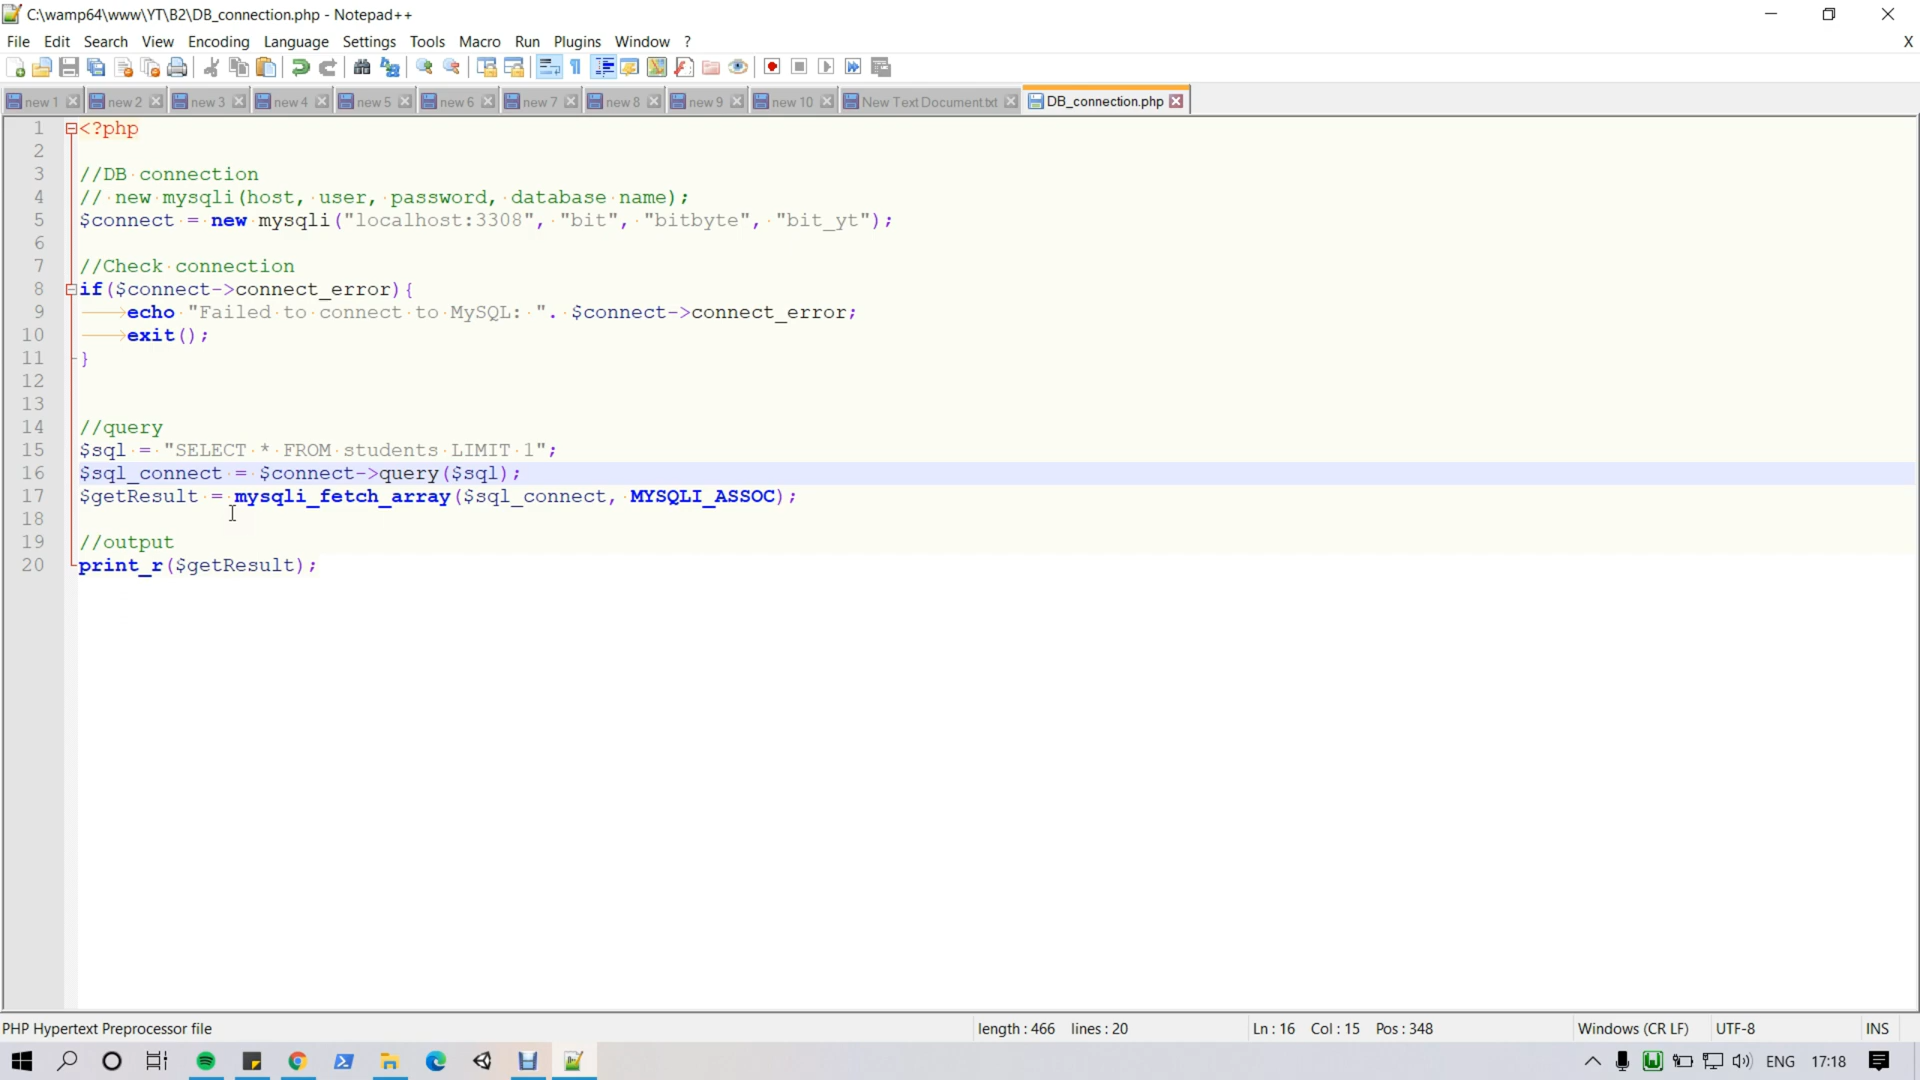 C:\wamp64\www\YT\B2\DB_connection.php - Notepad++
File Edit Search View Encoding Language Settings Tools Macro Run Plugins Window ? X
new 1 new 2 new 3 new 4 new 5 new 6 new 7 new 8 new 9 new 10 New Text Document.txt DB_connection.php
1 <?php
2
3 //DB connection
4 // new mysqli(host, user, password, database name);
5 $connect = new mysqli("localhost:3308", "bit", "bitbyte", "bit_yt");
6
7 //Check connection
8 if($connect->connect_error){
9 echo "Failed to connect to MySQL: ". $connect->connect_error;
10 exit();
11 }
12
13
14 //query
15 $sql = "SELECT * FROM students LIMIT 1";
16 $sql_connect = $connect->query($sql);
17 $getResult = mysqli_fetch_array($sql_connect, MYSQLI_ASSOC);
18
19 //output
20 print_r($getResult);
PHP Hypertext Preprocessor file length : 466 lines : 20 Ln : 16 Col : 15 Pos : 348 Windows (CR LF) UTF-8 INS
ENG 17:18